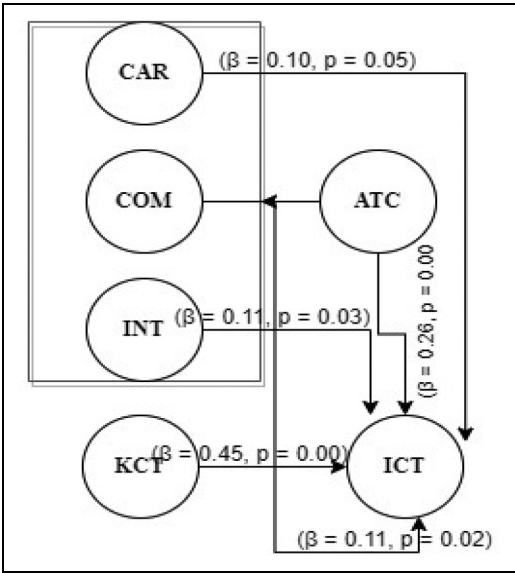 (β = 0.10, p = 0.05)
CAR
COM
ATC
(β = 0.26, p = 0.00
(β = 0.11, p = 0.03)
INT
(β = 0.45, p = 0.00)
KCT
ICT
(β = 0.11, p = 0.02)